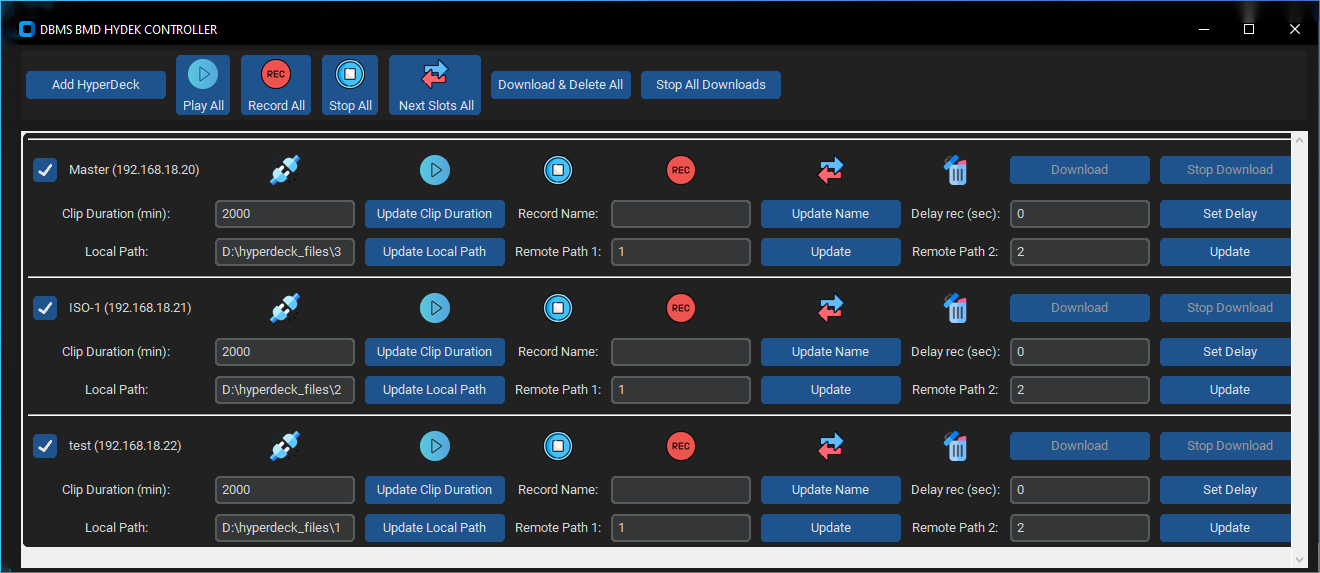 DBMS BMD HYDEK CONTROLLER
Add HyperDeck
Play All
REC
Record All
Stop All
Next Slots All
Download & Delete All
Stop All Downloads
Master (192.168.18.20)
REC
Download
Stop Download
Clip Duration (min): 2000 Update Clip Duration Record Name: Update Name Delay rec (sec): 0 Set Delay
Local Path: D:\hyperdeck_files\3 Update Local Path Remote Path 1: 1 Update Remote Path 2: 2 Update
ISO-1 (192.168.18.21)
REC
Download
Stop Download
Clip Duration (min): 2000 Update Clip Duration Record Name: Update Name Delay rec (sec): 0 Set Delay
Local Path: D:\hyperdeck_files\2 Update Local Path Remote Path 1: 1 Update Remote Path 2: 2 Update
test (192.168.18.22)
REC
Download
Stop Download
Clip Duration (min): 2000 Update Clip Duration Record Name: Update Name Delay rec (sec): 0 Set Delay
Local Path: D:\hyperdeck_files\1 Update Local Path Remote Path 1: 1 Update Remote Path 2: 2 Update